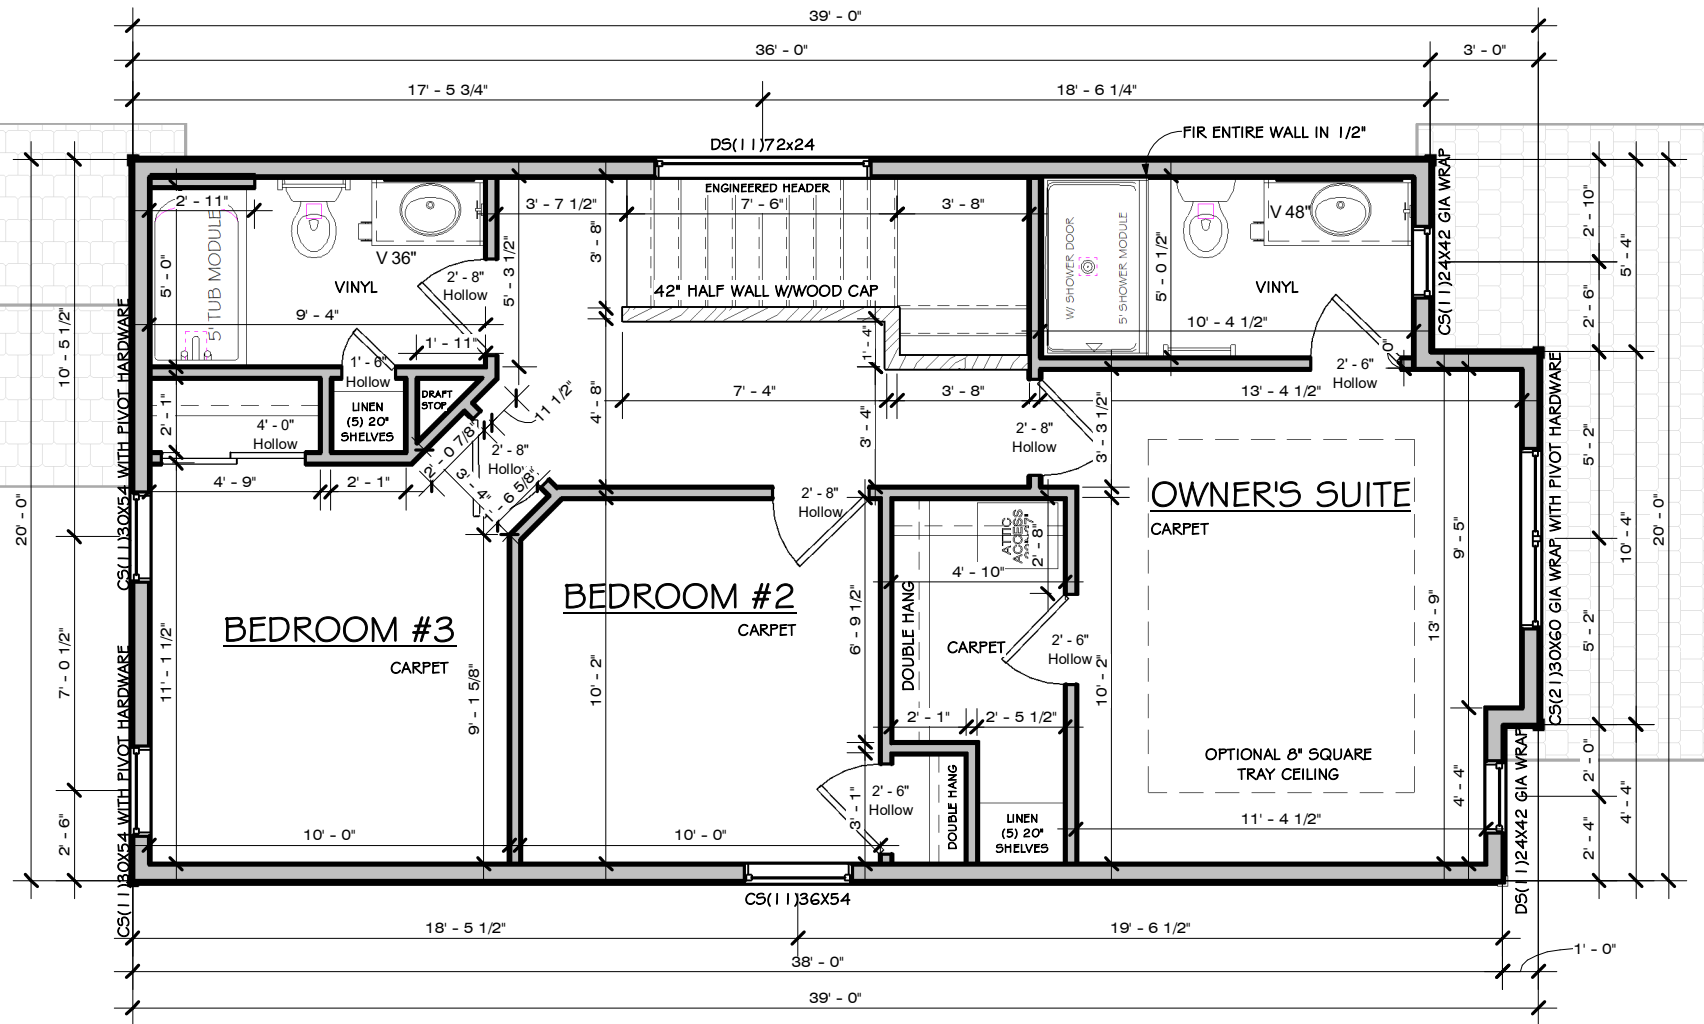 39' - 0"
36' - 0"
3' - 0"
17' - 5 3/4"
18' - 6 1/4"
DS(11)72x24
FIR ENTIRE WALL IN 1/2"
ENGINEERED HEADER
2' - 11"
3' - 7 1/2"
7' - 6"
3' - 8"
V 48"
2' - 10"
5' - 4"
CS(11)24X42 GIA WRAP
5' - 0"
5' TUB MODULE
V 36"
VINYL
2' - 8"
Hollow
5' - 3 1/2"
3' - 8"
42" HALF WALL W/WOOD CAP
W/ SHOWER DOOR
5' SHOWER MODULE
5' - 0 1/2"
VINYL
2' - 6"
9' - 4"
1' - 11"
1' - 4"
10' - 4 1/2"
10' - 5 1/2"
CS(11)30X54 WITH PIVOT HARDWARE
1' - 6"
Hollow
2' - 6"
Hollow
0"
2' - 1"
4' - 0"
Hollow
LINEN
(5) 20"
SHELVES
DRAFT
STOP
11 1/2"
4' - 8"
7' - 4"
3' - 8"
13' - 4 1/2"
2' - 0 7/8"
2' - 8"
Hollow
3' - 4"
1' - 6 5/8"
3' - 4"
2' - 8"
Hollow
3' - 3 1/2"
5' - 2"
CS(21)30X60 GIA WRAP WITH PIVOT HARDWARE
4' - 9"
2' - 1"
2' - 8"
Hollow
OWNER'S SUITE
CARPET
20' - 0"
ATTIC
ACCESS
2' - 8"
9' - 5"
10' - 4"
20' - 0"
4' - 10"
BEDROOM #2
CARPET
BEDROOM #3
CARPET
7' - 0 1/2"
11' - 1 1/2"
9' - 1 5/8"
10' - 2"
6' - 9 1/2"
DOUBLE HANG
CARPET
2' - 6"
Hollow
10' - 2"
13' - 9"
5' - 2"
2' - 1"
2' - 5 1/2"
OPTIONAL 8" SQUARE
TRAY CEILING
CS(11)30X54 WITH PIVOT HARDWARE
2' - 6"
2' - 6"
Hollow
3' - 1"
DOUBLE HANG
LINEN
(5) 20"
SHELVES
4' - 4"
2' - 0"
4' - 4"
2' - 4"
DS(11)24X42 GIA WRAP
10' - 0"
10' - 0"
11' - 4 1/2"
CS(11)36X54
18' - 5 1/2"
19' - 6 1/2"
1' - 0"
38' - 0"
39' - 0"